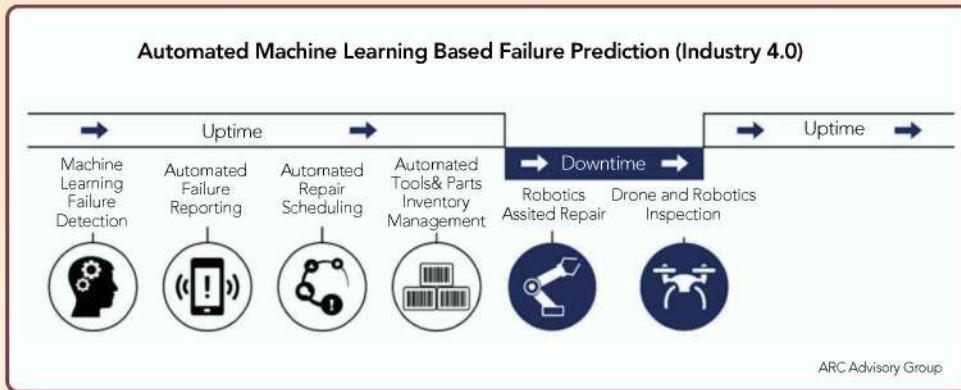 Automated Machine Learning Based Failure Prediction (Industry 4.0)
Uptime
Uptime
Downtime
Machine
Learning
Failure
Detection
Automated
Failure
Reporting
Automated
Repair
Scheduling
Automated
Tools& Parts
Inventory
Management
Robotics
Assited Repair
Drone and Robotics
Inspection
!
!
ARC Advisory Group